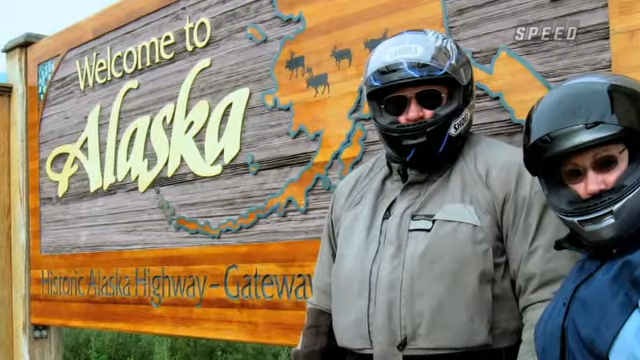 SPEED
Welcome to
Alaska
Historic Alaska Highway - Gateway
SHOEI
SHOEI